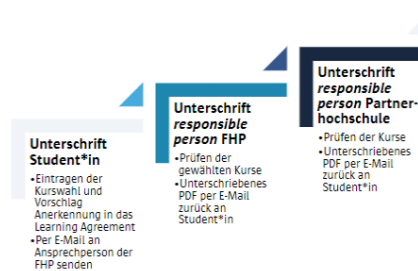 Unterschrift
Student*in
•Eintragen der
Kurswahl und
Vorschlag
Anerkennung in das
Learning Agreement
•Per E-Mail an
Ansprechperson der
FHP senden
Unterschrift
responsible
person FHP
•Prüfen der
gewählten Kurse
•Unterschriebenes
PDF per E-Mail
zurück an
Student*in
Unterschrift
responsible
person Partner-
hochschule
•Prüfen der Kurse
•Unterschriebenes
PDF per E-Mail
zurück an
Student*in